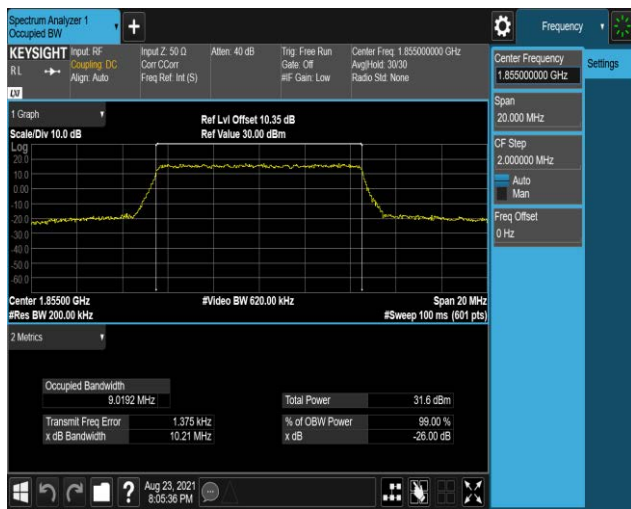 Spectrum Analyzer 1
Occupied BW
Frequency
KEYSIGHT
Input: RF
Input Z: 50 Ω
Atten: 40 dB
Trig: Free Run
Center Freq: 1.855000000 GHz
RL
Coupling: DC
Corr CCorr
Gate: Off
Avg|Hold: 30/30
Align: Auto
Freq Ref: Int (S)
#IF Gain: Low
Radio Std: None
LXI
Center Frequency
1.855000000 GHz
Settings
Span
20.000 MHz
CF Step
2.000000 MHz
Auto
Man
Freq Offset
0 Hz
1 Graph
Ref Lvl Offset 10.35 dB
Scale/Div 10.0 dB
Ref Value 30.00 dBm
Log
20.0
10.0
0.00
-10.0
-20.0
-30.0
-40.0
-50.0
-60.0
Center 1.85500 GHz
#Video BW 620.00 kHz
Span 20 MHz
#Res BW 200.00 kHz
#Sweep 100 ms (601 pts)
2 Metrics
Occupied Bandwidth
9.0192 MHz
Total Power
31.6 dBm
Transmit Freq Error
1.375 kHz
% of OBW Power
99.00 %
x dB Bandwidth
10.21 MHz
x dB
-26.00 dB
?
Aug 23, 2021
8:05:36 PM